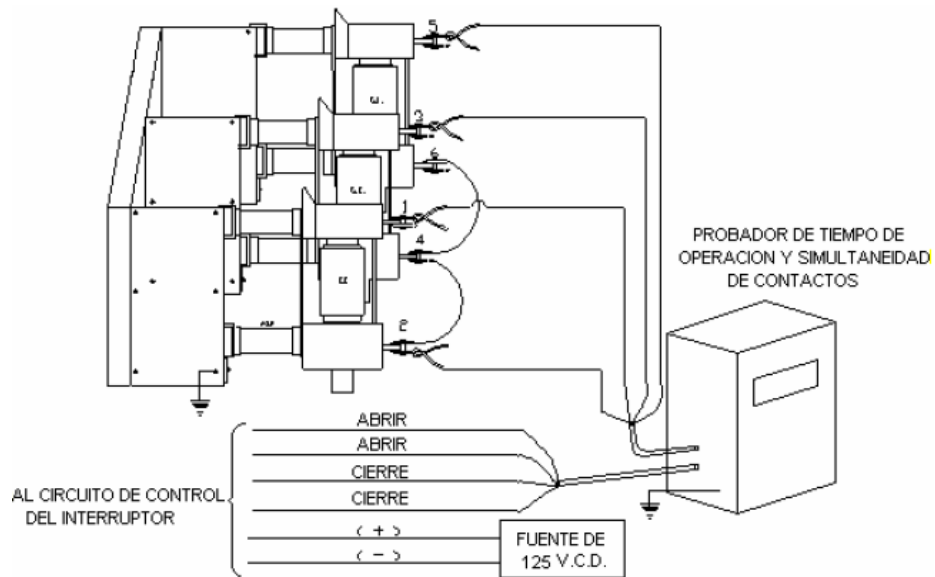 5
3
6
1
4
2
PROBADOR DE TIEMPO DE
OPERACION Y SIMULTANEIDAD
DE CONTACTOS
ABRIR
ABRIR
CIERRE
CIERRE
AL CIRCUITO DE CONTROL
DEL INTERRUPTOR
( + )
( - )
FUENTE DE
125 V.C.D.